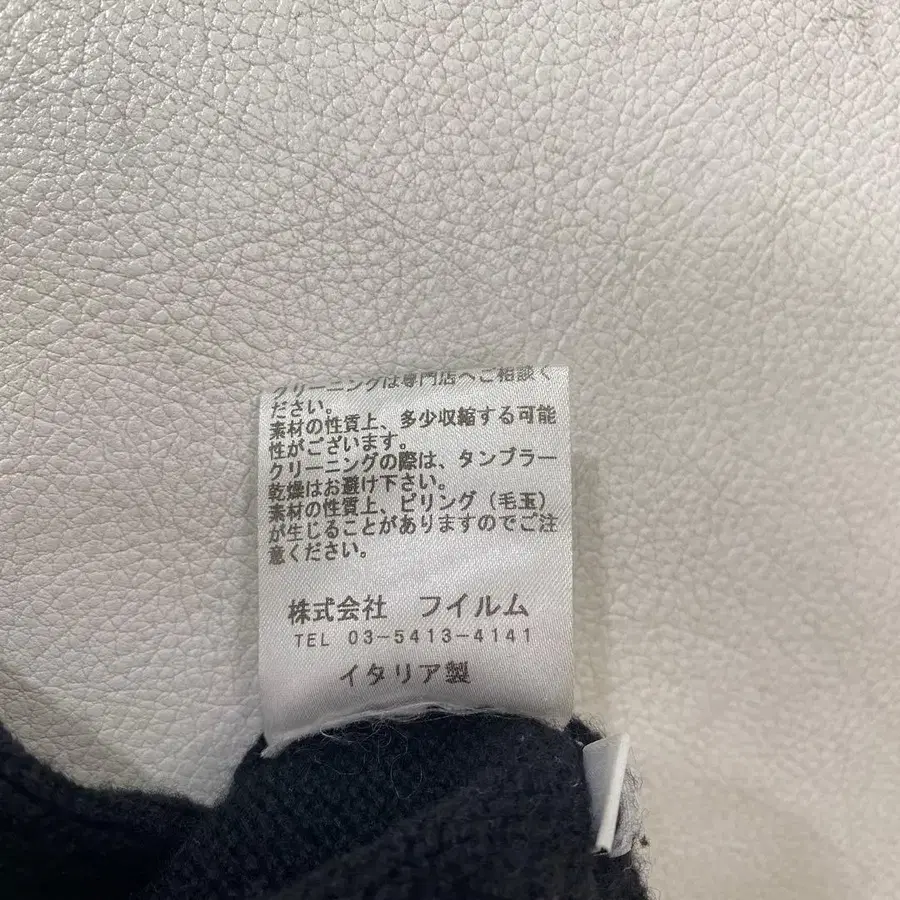 クリーニングは専門店へご相談く
ださい。
素材の性質上、多少収縮する可能
性がございます。
クリーニングの際は、タンブラー
乾燥はお避け下さい。
素材の性質上、ピリング（毛玉）
が生じることがありますのでご注
意ください。
株式会社　フイルム
TEL 03-5413-4141
イタリア製